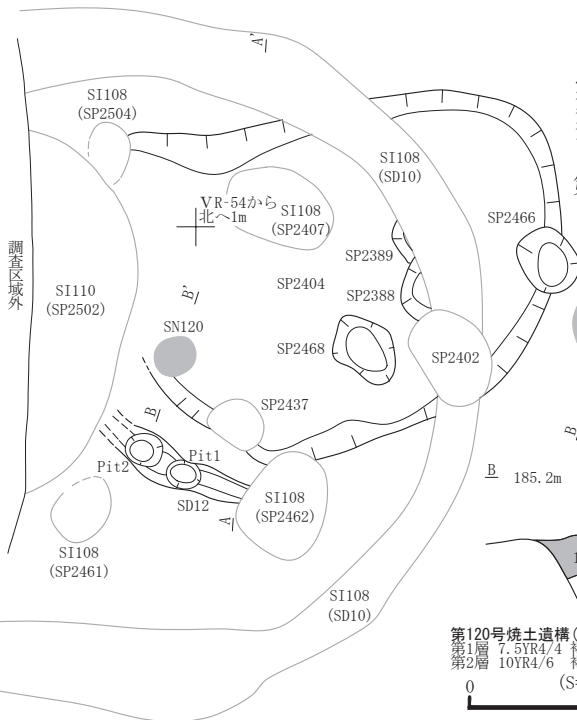 A'
SI108
(SP2504)
SI108
(SD10)
VR-54から
北へ1m
SI108
(SP2407)
SP2466
調査区域外
SP2389
SI110
(SP2502)
B'
SP2404
SP2388
SN120
SP2468
SP2402
B
SP2437
B
Pit2
Pit1
SD12
A
SI108
(SP2462)
B 185.2m
SI108
(SP2461)
1
SI108
(SD10)
第120号焼土遺構(
第1層 7.5YR4/4
第2層 10YR4/6
0
(S=